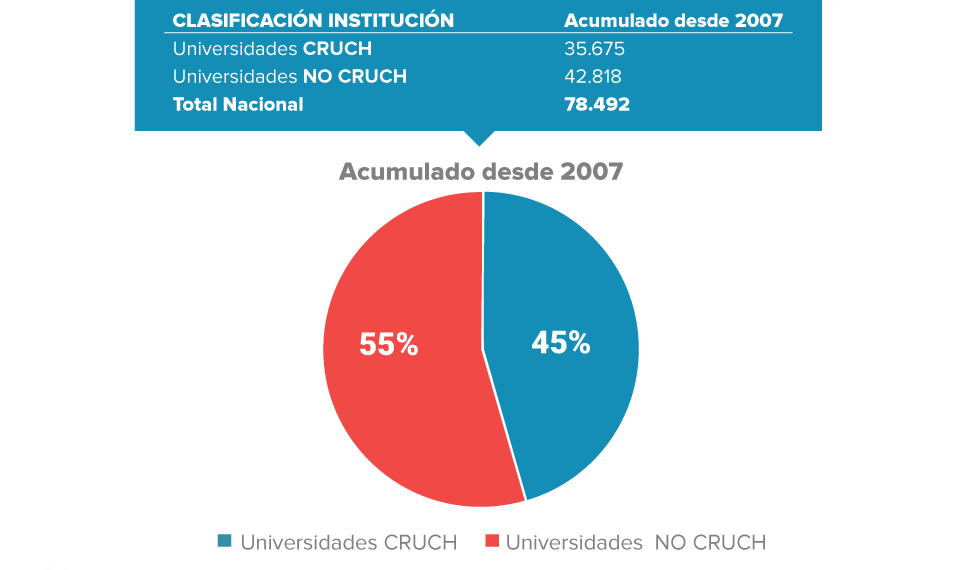 CLASIFICACIÓN INSTITUCIÓN Acumulado desde 2007
Universidades CRUCH 35.675
Universidades NO CRUCH 42.818
Total Nacional 78.492
Acumulado desde 2007
55% 45%
Universidades CRUCH Universidades NO CRUCH